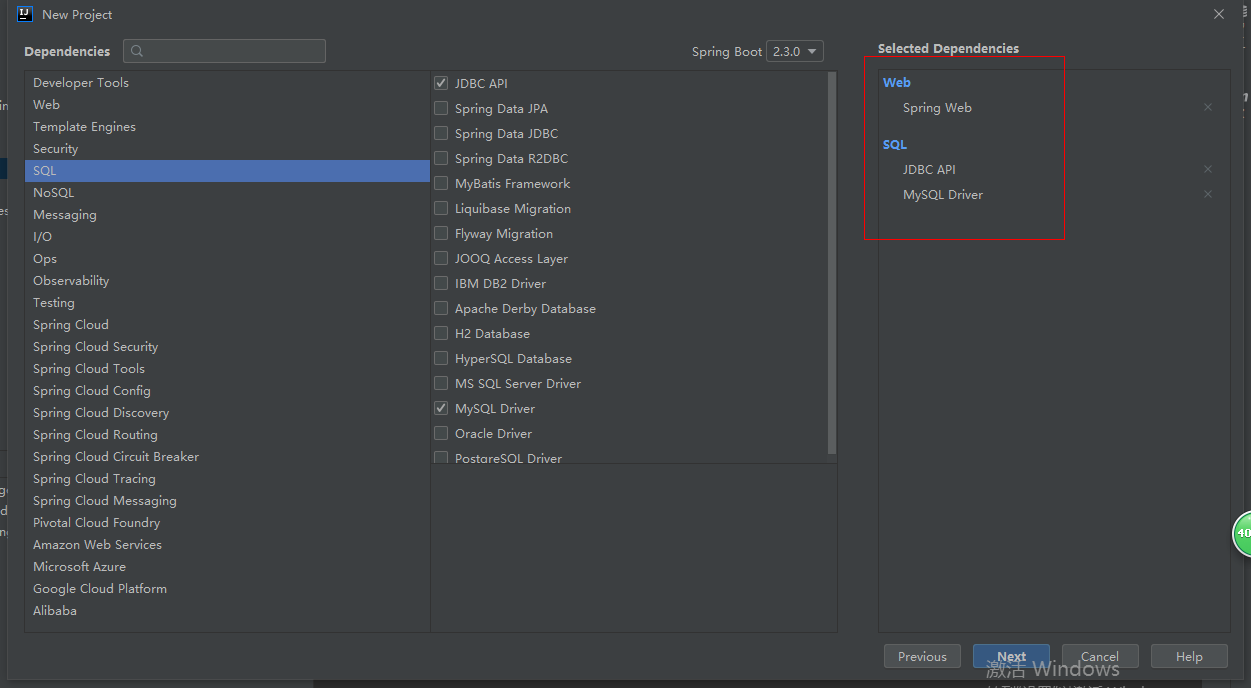 New Project
Dependencies
Spring Boot 2.3.0
Selected Dependencies
Developer Tools
Web
Template Engines
Security
SQL
NoSQL
Messaging
I/O
Ops
Observability
Testing
Spring Cloud
Spring Cloud Security
Spring Cloud Tools
Spring Cloud Config
Spring Cloud Discovery
Spring Cloud Routing
Spring Cloud Circuit Breaker
Spring Cloud Tracing
Spring Cloud Messaging
Pivotal Cloud Foundry
Amazon Web Services
Microsoft Azure
Google Cloud Platform
Alibaba
JDBC API
Spring Data JPA
Spring Data JDBC
Spring Data R2DBC
MyBatis Framework
Liquibase Migration
Flyway Migration
JOOQ Access Layer
IBM DB2 Driver
Apache Derby Database
H2 Database
HyperSQL Database
MS SQL Server Driver
MySQL Driver
Oracle Driver
PostgreSQL Driver
Web
Spring Web
SQL
JDBC API
MySQL Driver
Previous
Next
Cancel
Help
激活 Windows